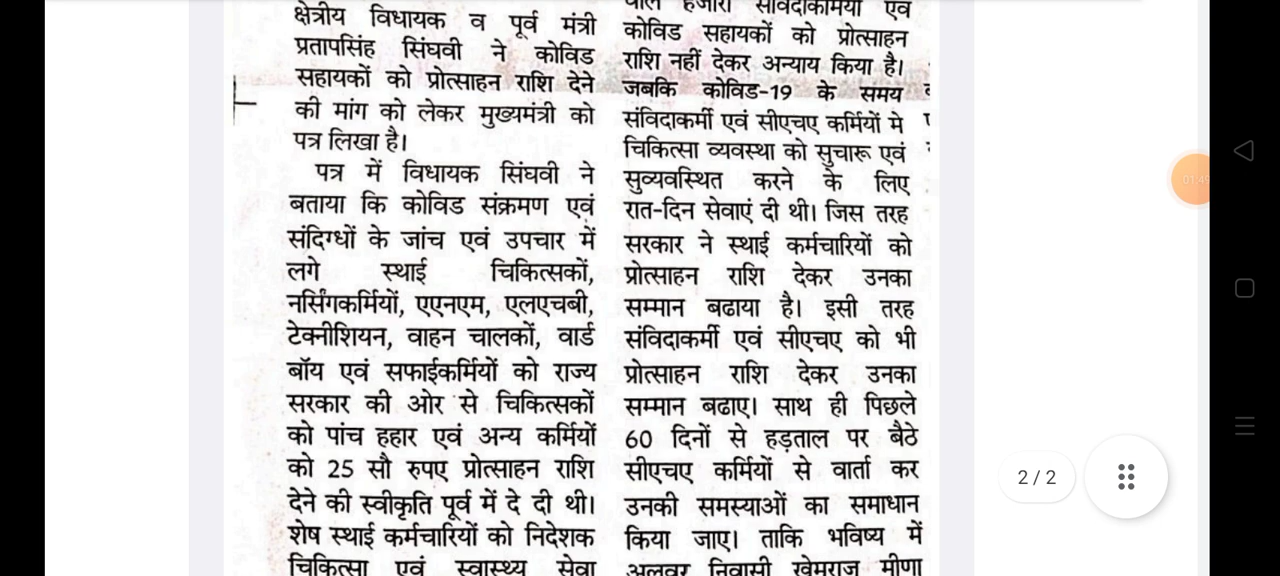 क्षेत्रीय विधायक व पूर्व मंत्री
प्रतापसिंह सिंघवी ने कोविड
सहायकों को प्रोत्साहन राशि देने
की मांग को लेकर मुख्यमंत्री को
पत्र लिखा है।
पत्र में विधायक सिंघवी ने
बताया कि कोविड संक्रमण एवं
संदिग्धों के जांच एवं उपचार में
लगे स्थाई चिकित्सकों,
नर्सिंगकर्मियों, एएनएम, एलएचबी,
टेक्नीशियन, वाहन चालकों, वार्ड
बॉय एवं सफाईकर्मियों को राज्य
सरकार की ओर से चिकित्सकों
को पांच हहार एवं अन्य कर्मियों
को 25 सौ रुपए प्रोत्साहन राशि
देने की स्वीकृति पूर्व में दे दी थी।
शेष स्थाई कर्मचारियों को निदेशक
चिकित्सा एवं स्वास्थ्य सेवा
हजारों संविदाकर्मियों एवं
कोविड सहायकों को प्रोत्साहन
राशि नहीं देकर अन्याय किया है।
जबकि कोविड-19 के समय
संविदाकर्मी एवं सीएचए कर्मियों मे
चिकित्सा व्यवस्था को सुचारू एवं
सुव्यवस्थित करने के लिए
रात-दिन सेवाएं दी थी। जिस तरह
सरकार ने स्थाई कर्मचारियों को
प्रोत्साहन राशि देकर उनका
सम्मान बढाया है। इसी तरह
संविदाकर्मी एवं सीएचए को भी
प्रोत्साहन राशि देकर उनका
सम्मान बढाए। साथ ही पिछले
60 दिनों से हड़ताल पर बैठे
सीएचए कर्मियों से वार्ता कर
उनकी समस्याओं का समाधान
किया जाए। ताकि भविष्य में
अलवर निवासी खेमराज मीणा
2 / 2